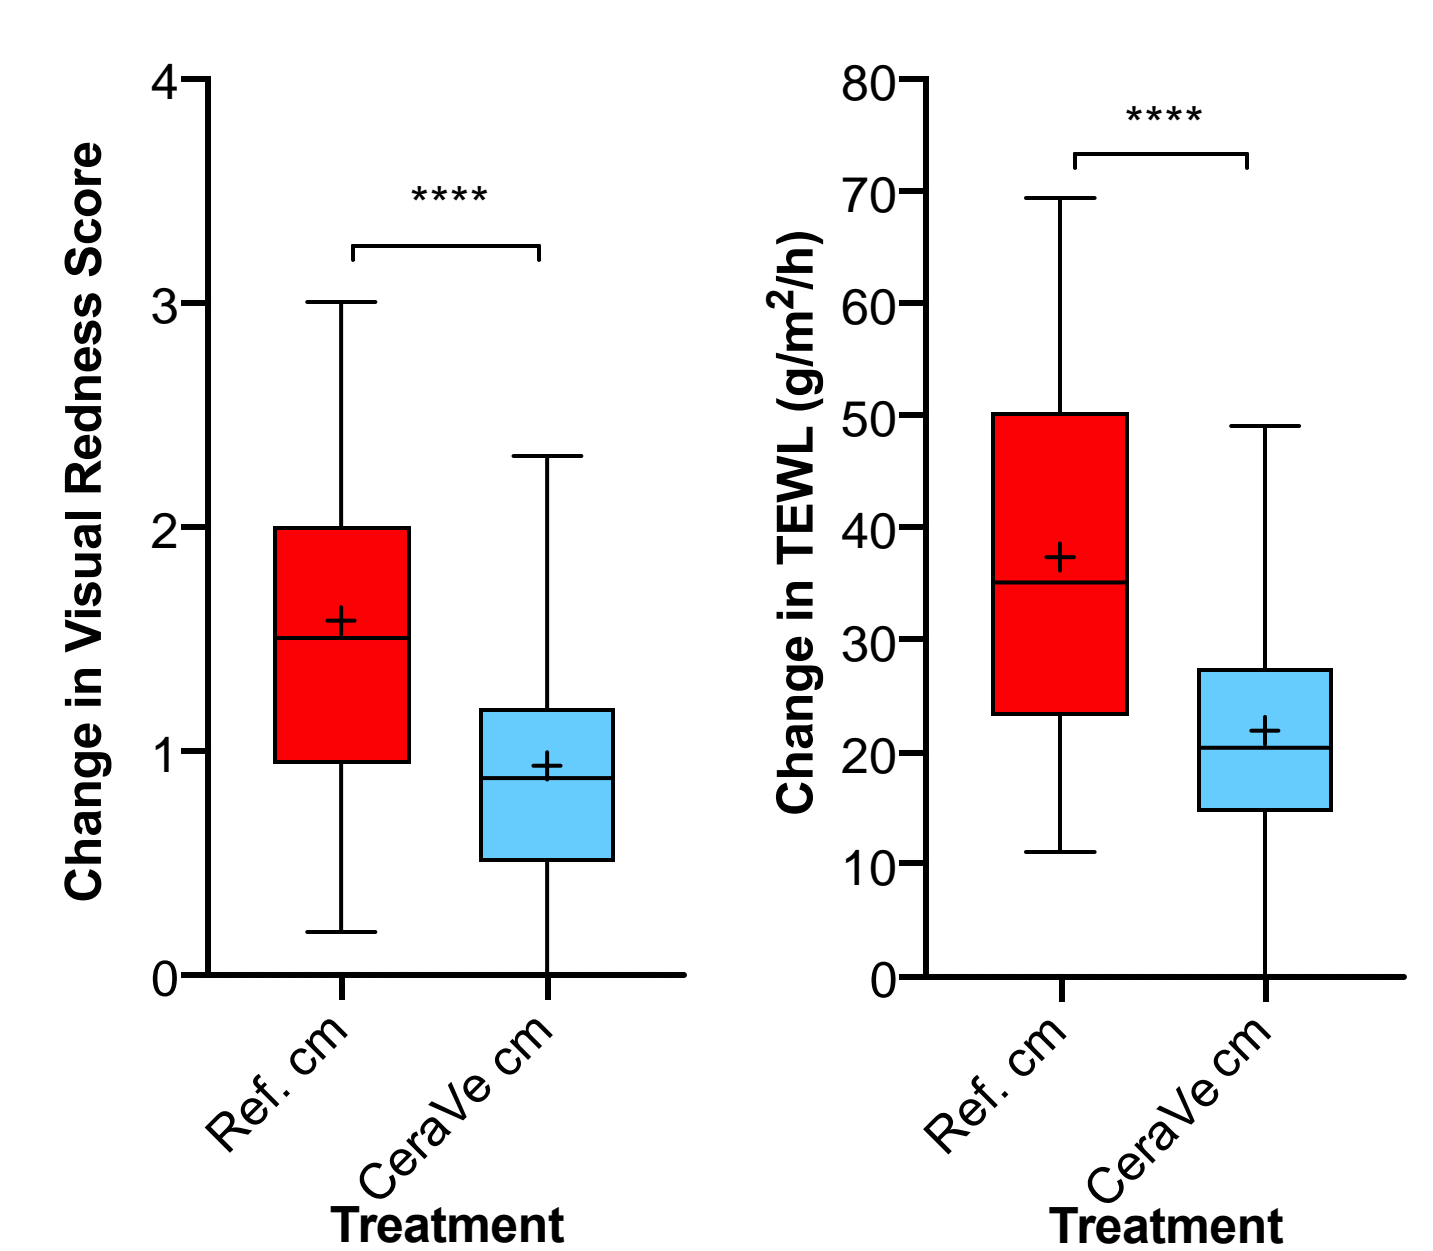 Change in Visual Redness Score
4
3
2
1
0
****
Ref. cm
CeraVe cm
Treatment
Change in TEWL (g/m²/h)
80
70
60
50
40
30
20
10
0
****
Ref. cm
CeraVe cm
Treatment